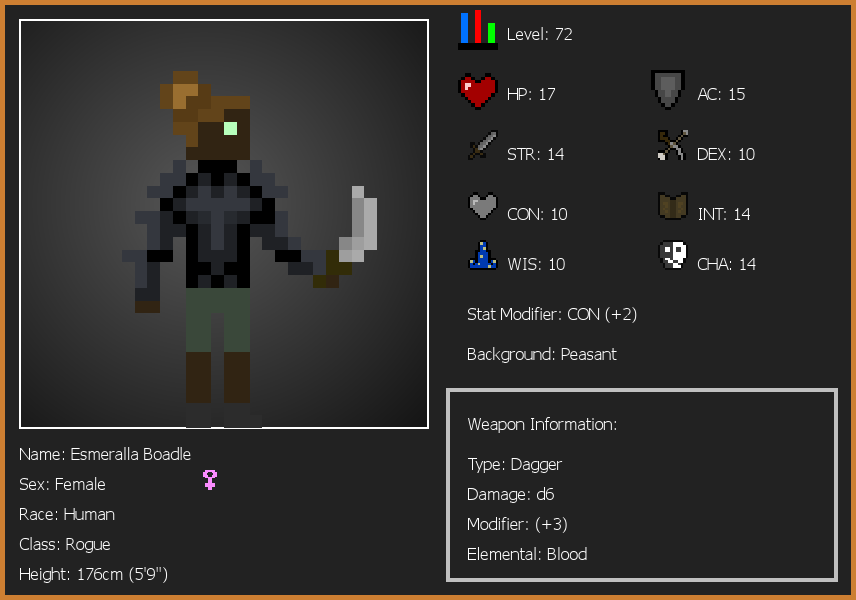 Level: 72
HP: 17
AC: 15
STR: 14
DEX: 10
CON: 10
INT: 14
WIS: 10
CHA: 14
Stat Modifier: CON (+2)
Background: Peasant
Weapon Information:
Type: Dagger
Damage: d6
Modifier: (+3)
Elemental: Blood
Name: Esmeralla Boadle
Sex: Female
Race: Human
Class: Rogue
Height: 176cm (5'9")